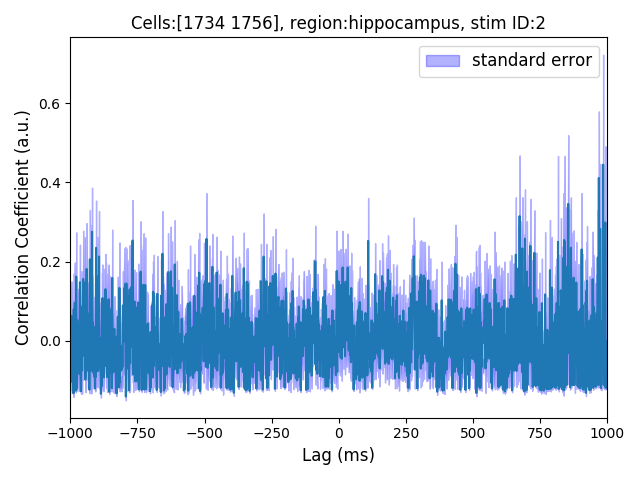 Cells:[1734 1756], region:hippocampus, stim ID:2
standard error
Correlation Coefficient (a.u.)
0.6
0.4
0.2
0.0
−1000 −750 −500 −250 0 250 500 750 1000
Lag (ms)